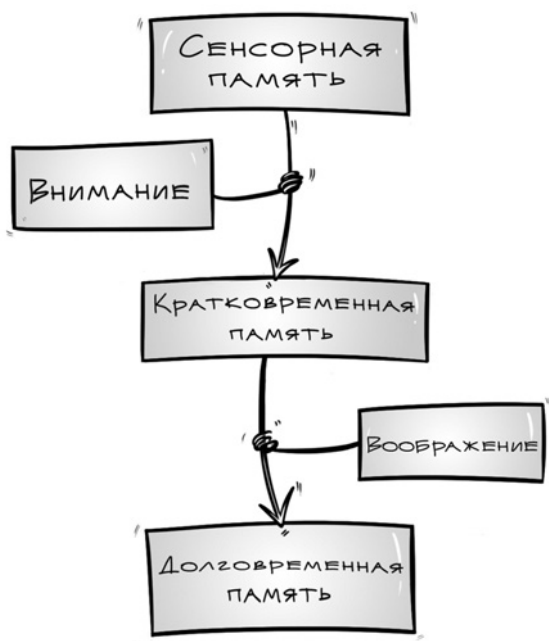 Сенсорная
память
Внимание
Кратковременная
память
Воображение
Долговременная
память